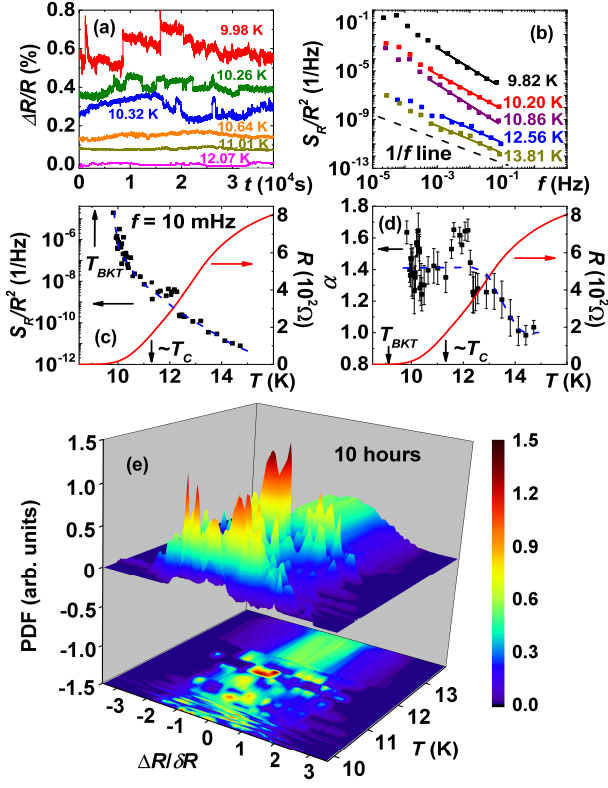 0.8
(a)
9.98 K
0.6
10.26 K
0.4
10.32 K
0.2
10.64 K
11.01 K
0.0
12.07 K
0
2
4
ΔR/R (%)
t (10⁴s)
10⁻¹
(b)
10⁻⁵
10⁻⁹
10⁻¹³
9.82 K
10.20 K
10.86 K
12.56 K
13.81 K
1/f line
10⁻⁵
10⁻³
10⁻¹
S_R/R² (1/Hz)
f (Hz)
f = 10 mHz
10⁻⁶
10⁻⁸
10⁻¹⁰
10⁻¹²
T_BKT
(c)
~T_C
8
6
4
2
0
10
12
14
S_R/R² (1/Hz)
R (10²Ω)
T (K)
1.8
1.6
1.4
1.2
1.0
0.8
(d)
T_BKT
~T_C
8
6
4
2
0
10
12
14
α
R (10²Ω)
T (K)
(e)
10 hours
1.5
1.0
0.5
0
-0.5
-1.0
-1.5
PDF (arb. units)
-3
-2
-1
0
1
2
3
ΔR/δR
10
11
12
13
T (K)
1.5
1.2
0.9
0.6
0.3
0.0